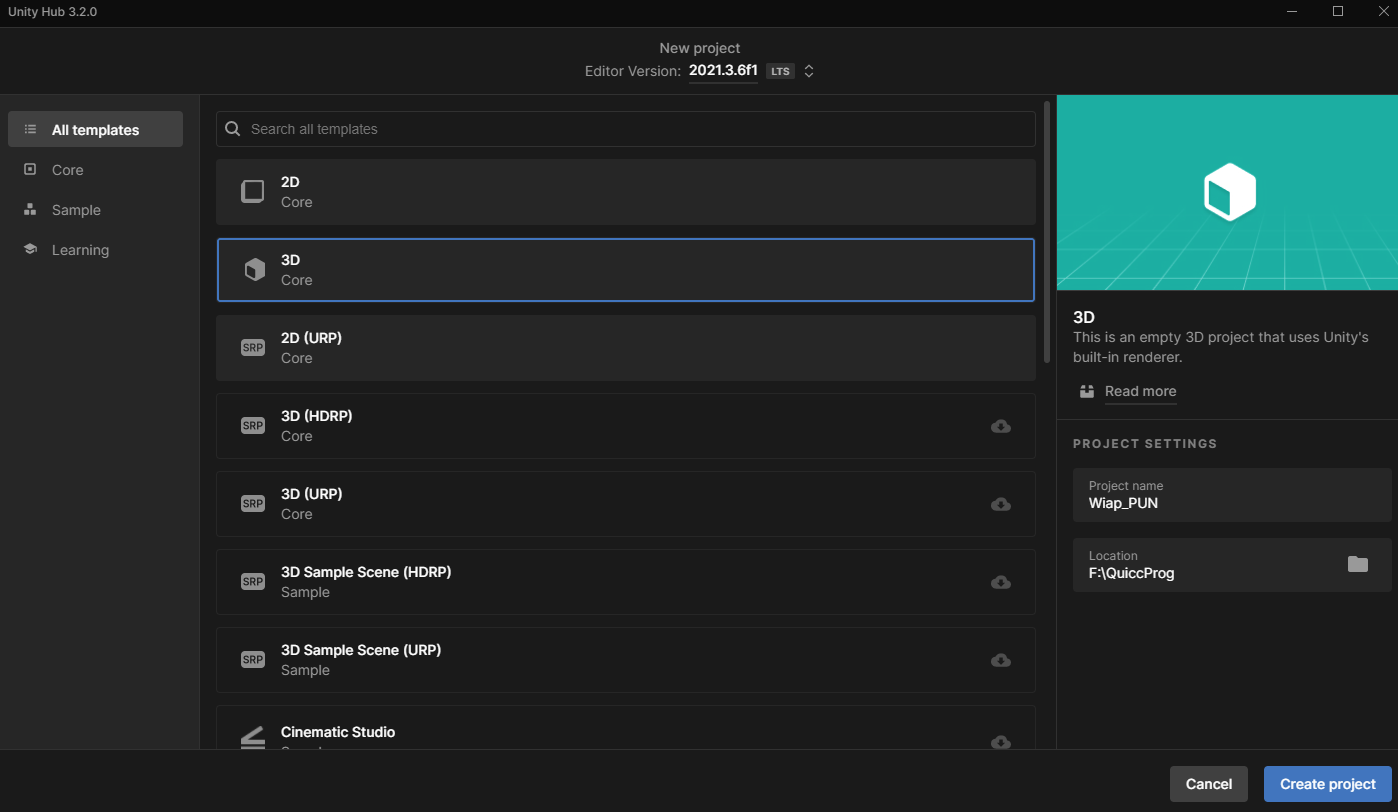 Unity Hub 3.2.0
New project
Editor Version: 2021.3.6f1 LTS
All templates
Core
Sample
Learning
Search all templates
2D
Core
3D
Core
SRP
2D (URP)
Core
SRP
3D (HDRP)
Core
SRP
3D (URP)
Core
SRP
3D Sample Scene (HDRP)
Sample
SRP
3D Sample Scene (URP)
Sample
Cinematic Studio
3D
This is an empty 3D project that uses Unity's
built-in renderer.
Read more
PROJECT SETTINGS
Project name
Wiap_PUN
Location
F:\QuiccProg
Cancel
Create project